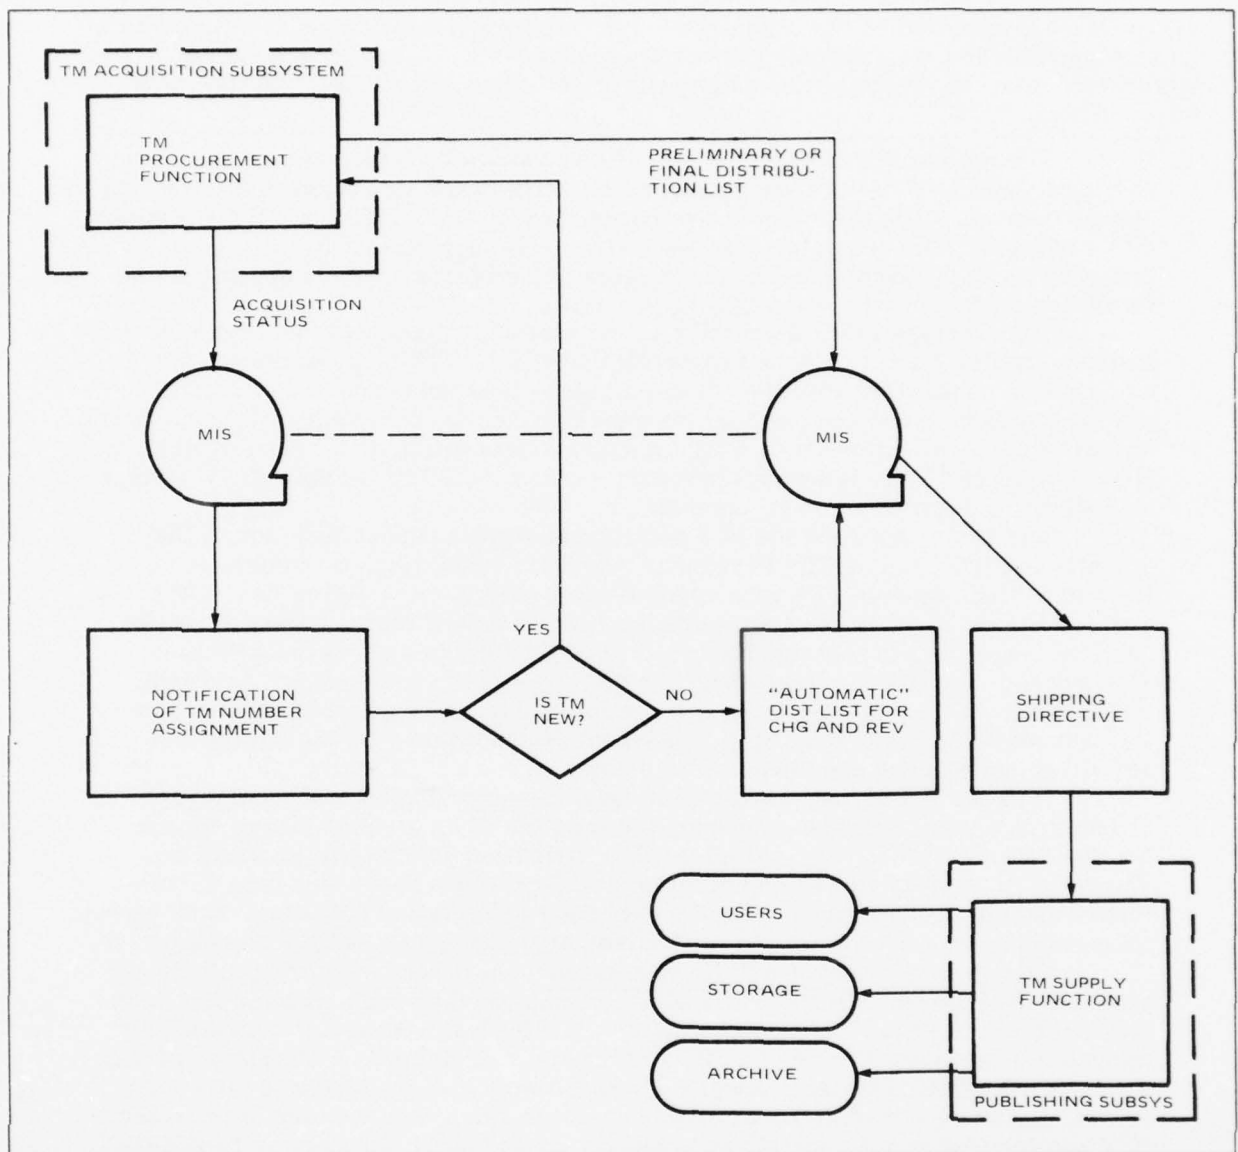 TM ACQUISITION SUBSYSTEM
TM
PROCUREMENT
FUNCTION
PRELIMINARY OR
FINAL DISTRIBU-
TION LIST
ACQUISITION
STATUS
MIS
MIS
YES
NOTIFICATION
OF TM NUMBER
ASSIGNMENT
IS TM
NEW?
NO
"AUTOMATIC"
DIST LIST FOR
CHG AND REV
SHIPPING
DIRECTIVE
USERS
STORAGE
ARCHIVE
TM SUPPLY
FUNCTION
PUBLISHING SUBSYS